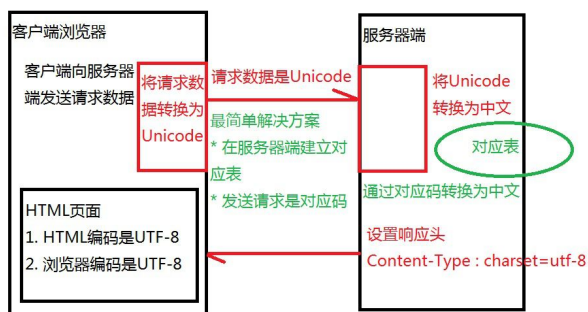 客户端浏览器
客户端向服务器
端发送请求数据
将请求数
据转换为
Unicode
请求数据是Unicode
最简单解决方案
* 在服务器端建立对
应表
* 发送请求是对应码
HTML页面
1. HTML编码是UTF-8
2. 浏览器编码是UTF-8
服务器端
将Unicode
转换为中文
对应表
通过对应码转换为中文
设置响应头
Content-Type : charset=utf-8